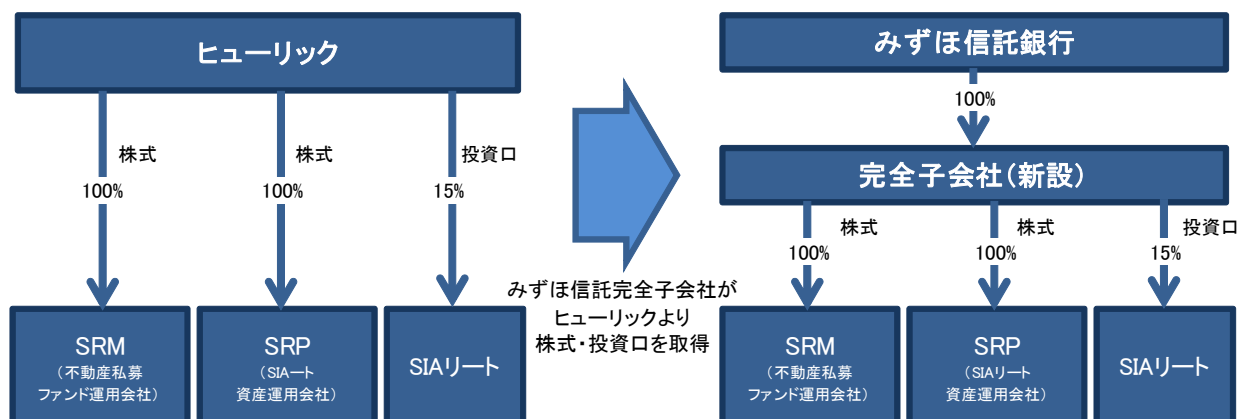 ヒューリック
株式
100%
株式
100%
投資口
15%
SRM
(不動産私募
ファンド運用会社)
SRP
(SIAート
資産運用会社)
SIAリート
みずほ信託完全子会社が
ヒューリックより
株式・投資口を取得
みずほ信託銀行
100%
完全子会社(新設)
株式
100%
株式
100%
投資口
15%
SRM
(不動産私募
ファンド運用会社)
SRP
(SIAリート
資産運用会社)
SIAリート